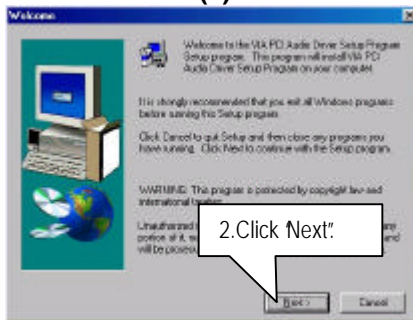 Welcome
Welcome to the VIA PCI Audio Driver Setup Program
Setup program. This program will install VIA PCI
Audio Driver Setup Program on your computer.
It is strongly recommended that you exit all Windows programs
before running this Setup program.
Click Cancel to quit Setup and then close any programs you
have running. Click Next to continue with the Setup program.
WARNING: This program is protected by copyright law and
international treaties.
Unauthorized
any
portion of it,
and
will be
2.Click "Next".
Next >
Cancel